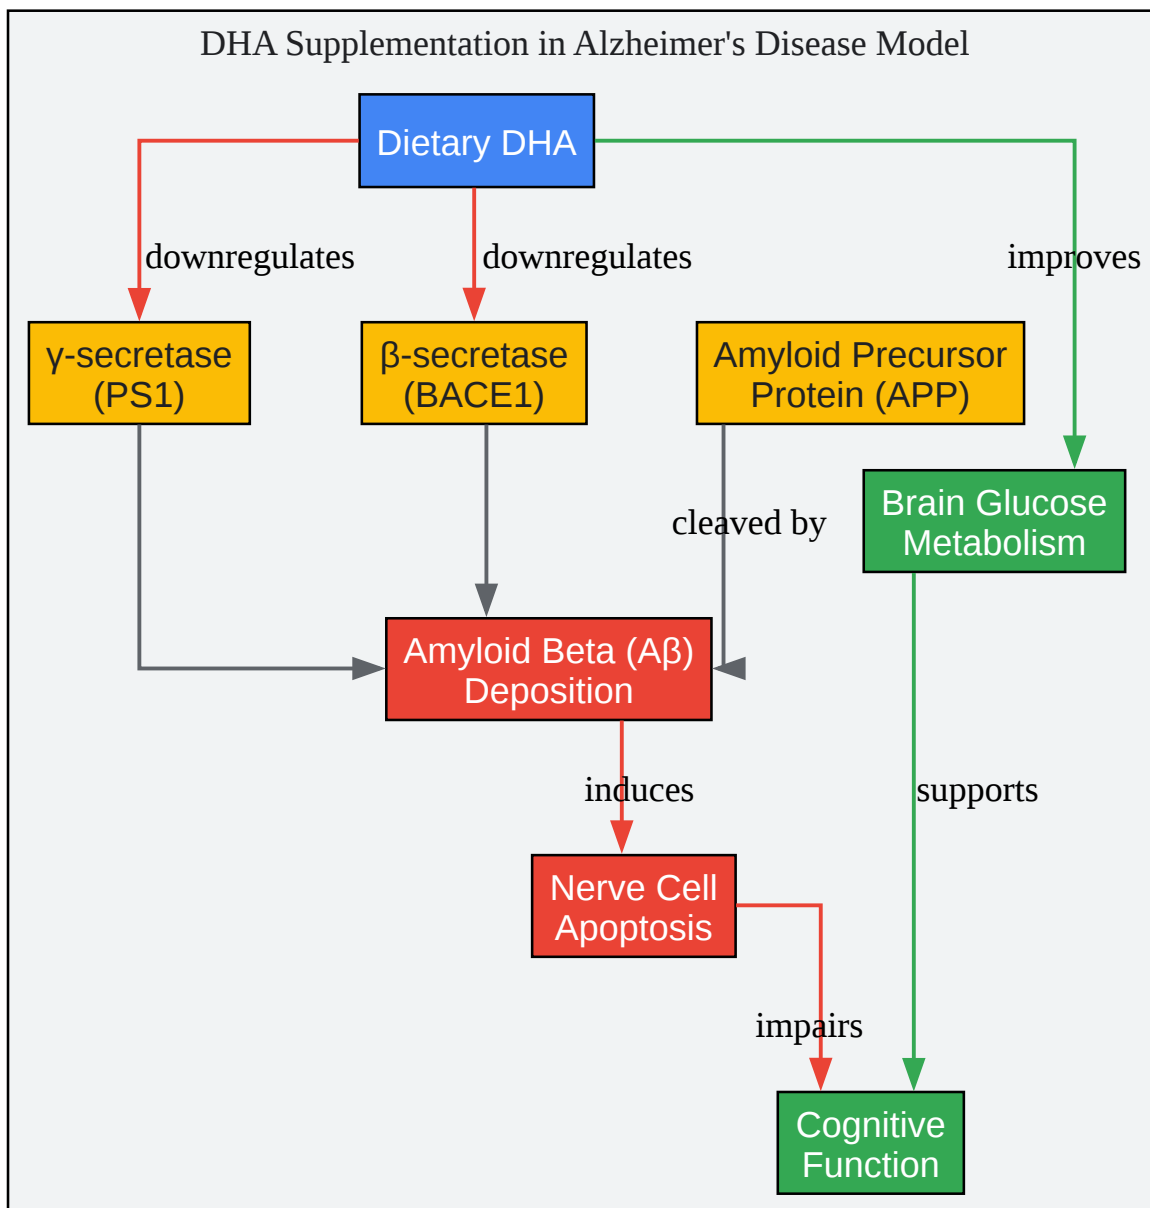 DHA Supplementation in Alzheimer's Disease Model
Dietary DHA
downregulates
downregulates
improves
γ-secretase
(PS1)
β-secretase
(BACE1)
Amyloid Precursor
Protein (APP)
Brain Glucose
Metabolism
cleaved by
Amyloid Beta (Aβ)
Deposition
induces
supports
Nerve Cell
Apoptosis
impairs
Cognitive
Function